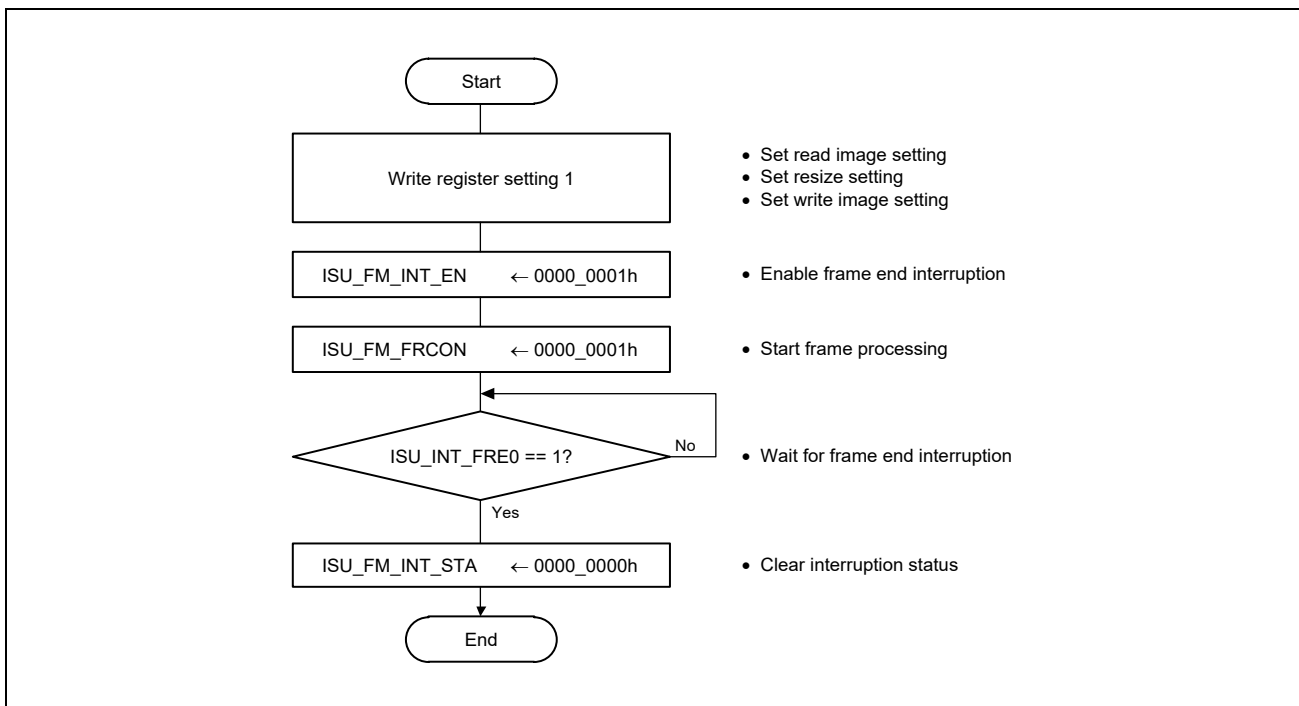 Start
Write register setting 1
• Set read image setting
• Set resize setting
• Set write image setting
ISU_FM_INT_EN ← 0000_0001h
• Enable frame end interruption
ISU_FM_FRCON ← 0000_0001h
• Start frame processing
ISU_INT_FRE0 == 1?
No
• Wait for frame end interruption
Yes
ISU_FM_INT_STA ← 0000_0000h
• Clear interruption status
End